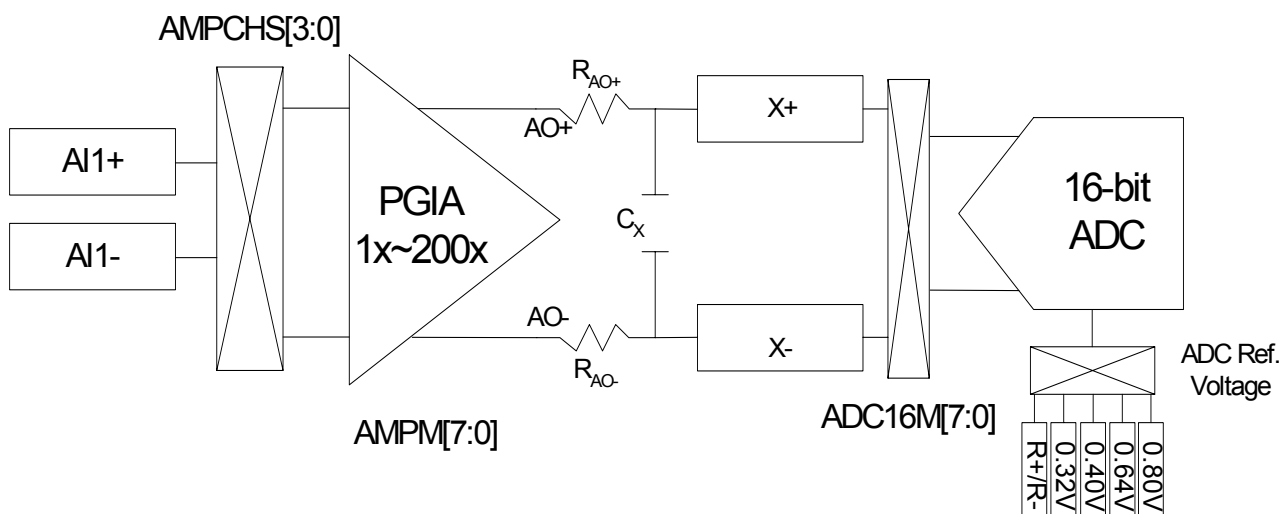 AMPCHS[3:0]
AI1+
AI1-
PGIA
1x~200x
AMPM[7:0]
AO+
R_AO+
C_X
AO-
R_AO-
X+
X-
ADC16M[7:0]
16-bit
ADC
ADC Ref.
Voltage
R+/R-
0.32V
0.40V
0.64V
0.80V